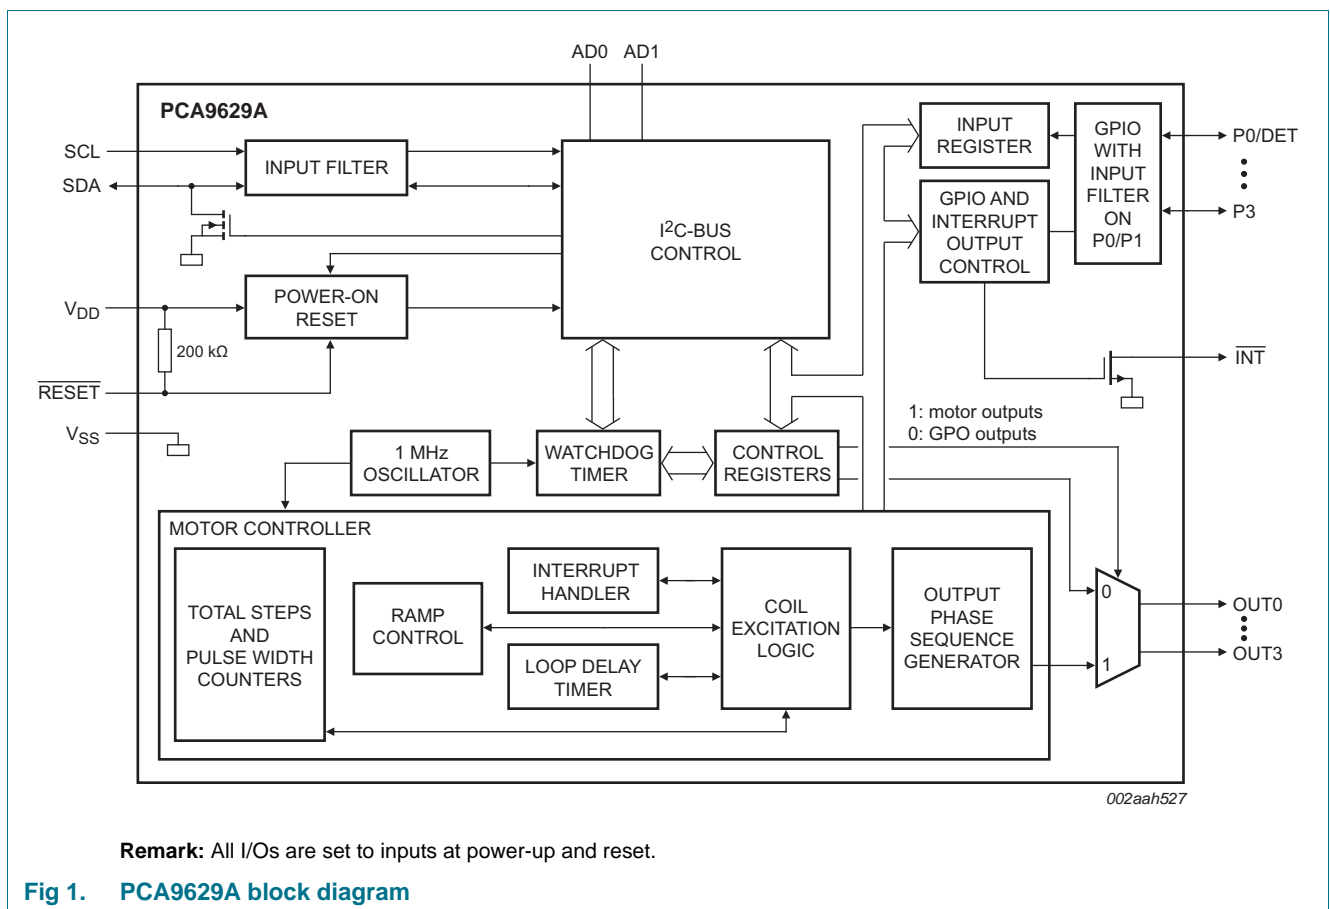 AD0 AD1
PCA9629A
SCL
SDA
INPUT FILTER
I2C-BUS
CONTROL
INPUT
REGISTER
GPIO AND
INTERRUPT
OUTPUT
CONTROL
GPIO
WITH
INPUT
FILTER
ON
P0/P1
P0/DET
P3
VDD
POWER-ON
RESET
200 kΩ
RESET
VSS
INT
1: motor outputs
0: GPO outputs
1 MHz
OSCILLATOR
WATCHDOG
TIMER
CONTROL
REGISTERS
MOTOR CONTROLLER
TOTAL STEPS
AND
PULSE WIDTH
COUNTERS
RAMP
CONTROL
INTERRUPT
HANDLER
LOOP DELAY
TIMER
COIL
EXCITATION
LOGIC
OUTPUT
PHASE
SEQUENCE
GENERATOR
0
1
OUT0
OUT3
002aah527
Remark: All I/Os are set to inputs at power-up and reset.
Fig 1. PCA9629A block diagram